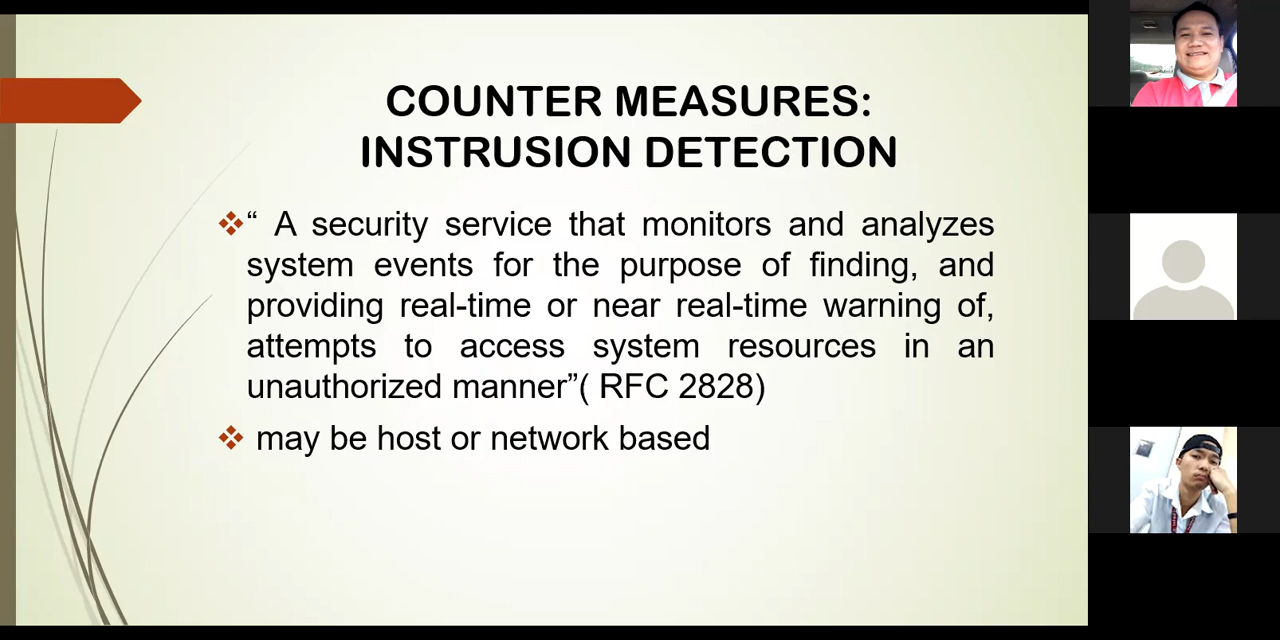 COUNTER MEASURES:
INSTRUSION DETECTION
“ A security service that monitors and analyzes
system events for the purpose of finding, and
providing real-time or near real-time warning of,
attempts to access system resources in an
unauthorized manner”( RFC 2828)
may be host or network based